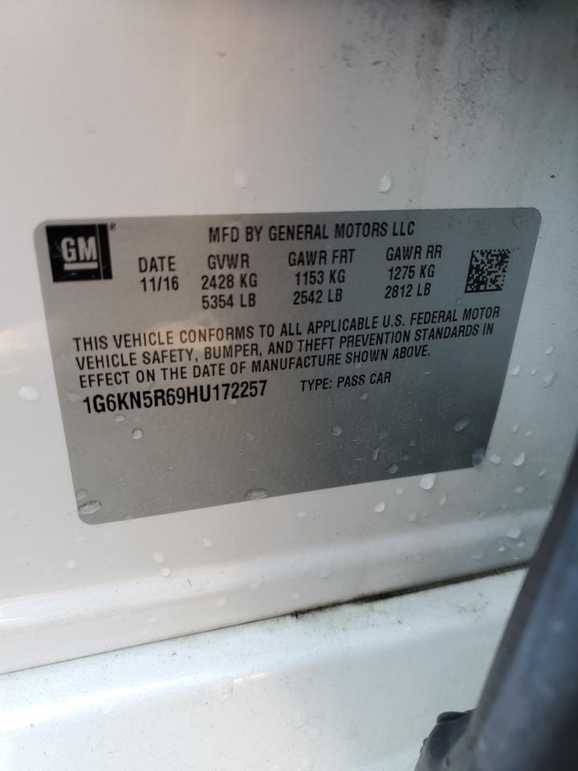 GM®
MFD BY GENERAL MOTORS LLC
DATE GVWR GAWR FRT GAWR RR
11/16 2428 KG 1153 KG 1275 KG
5354 LB 2542 LB 2812 LB
THIS VEHICLE CONFORMS TO ALL APPLICABLE U.S. FEDERAL MOTOR
VEHICLE SAFETY, BUMPER, AND THEFT PREVENTION STANDARDS IN
EFFECT ON THE DATE OF MANUFACTURE SHOWN ABOVE.
1G6KN5R69HU172257 TYPE: PASS CAR